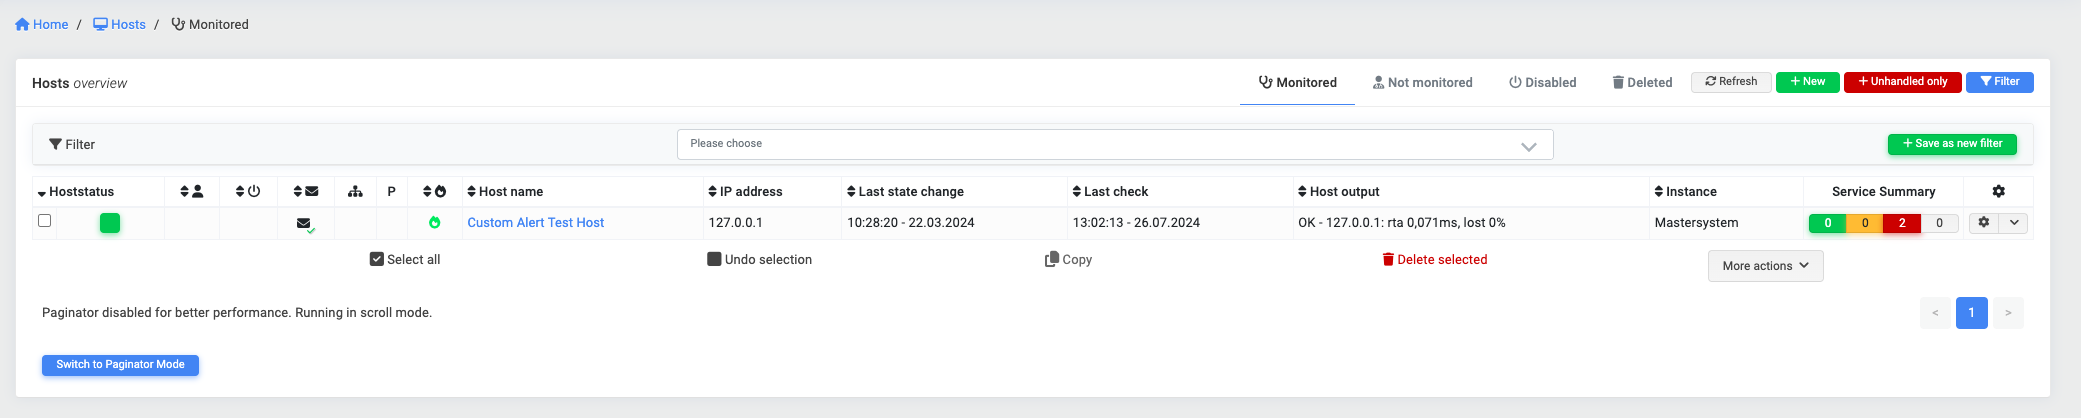 Home / Hosts / Monitored
Hosts overview Monitored Not monitored Disabled Deleted Refresh + New + Unhandled only Filter
Filter Please choose + Save as new filter
Hoststatus P Host name IP address Last state change Last check Host output Instance Service Summary
Custom Alert Test Host 127.0.0.1 10:28:20 - 22.03.2024 13:02:13 - 26.07.2024 OK - 127.0.0.1: rta 0,071ms, lost 0% Mastersystem 0 0 2 0
Select all Undo selection Copy Delete selected More actions
Paginator disabled for better performance. Running in scroll mode. < 1 >
Switch to Paginator Mode